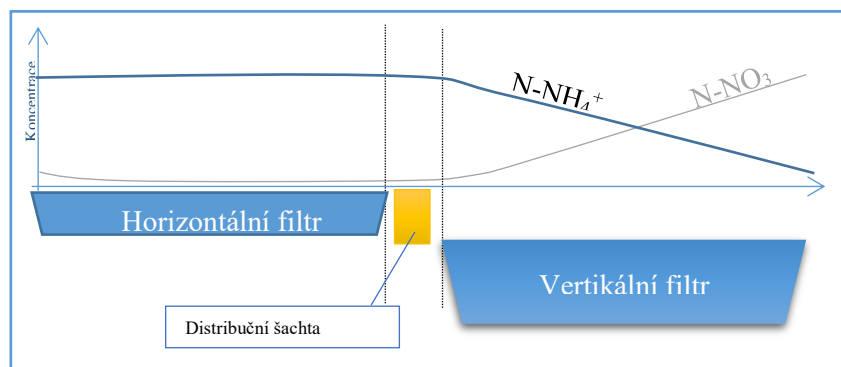 Koncentrace
N-NH₄⁺
N-NO₃
Horizontální filtr
Vertikální filtr
Distribuční šachta